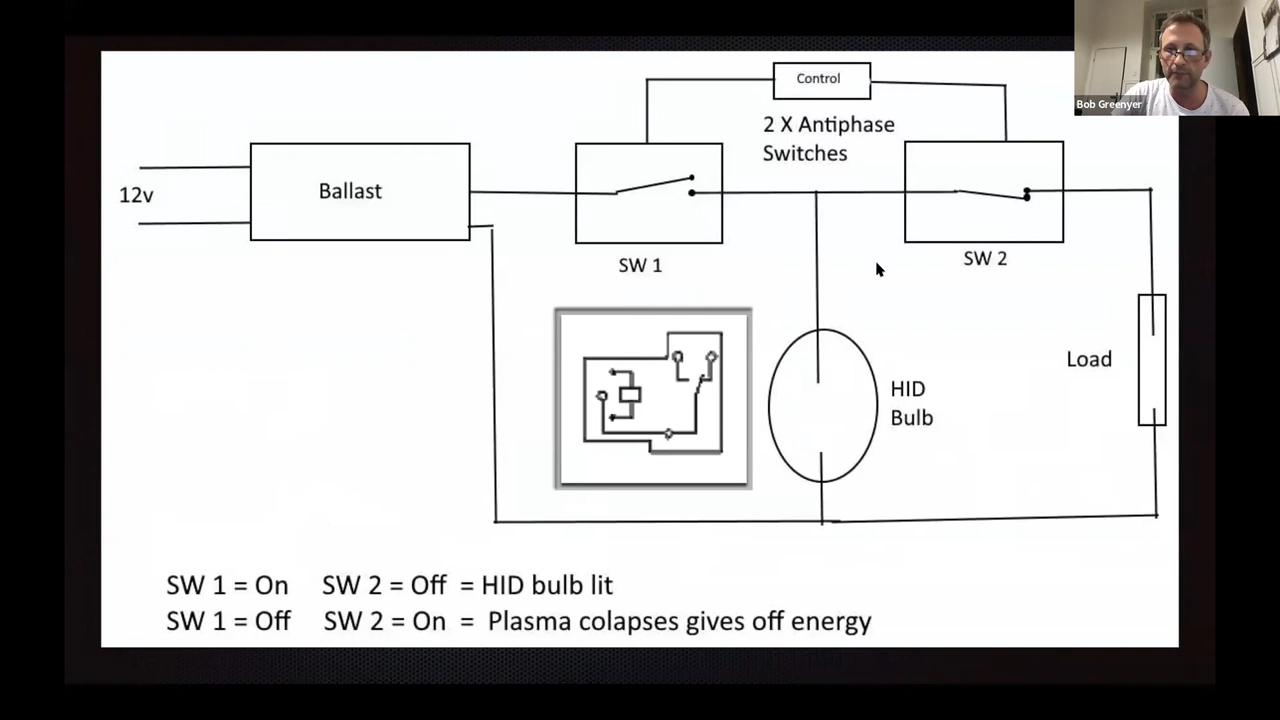 Control
Bob Greenyer
2 X Antiphase
Switches
12v
Ballast
SW 1
SW 2
Load
HID
Bulb
SW 1 = On SW 2 = Off = HID bulb lit
SW 1 = Off SW 2 = On = Plasma colapses gives off energy